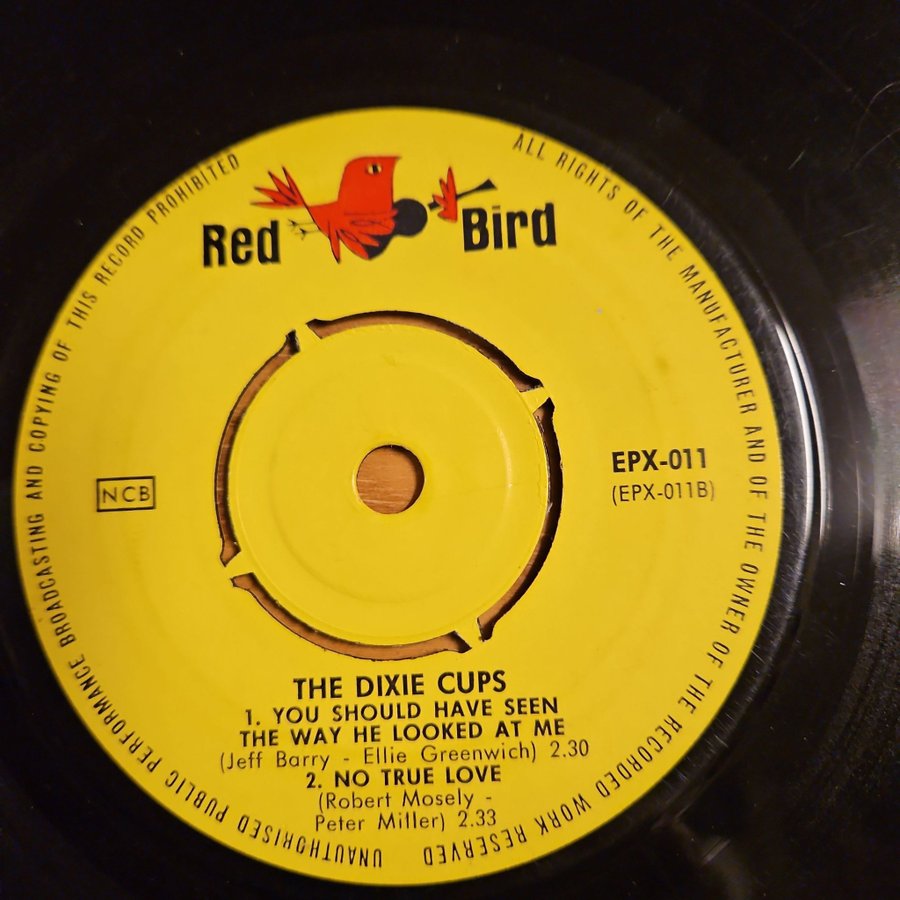 Red Bird
ALL RIGHTS OF THE MANUFACTURER AND OF THE OWNER OF THE RECORDED WORK RESERVED
UNAUTHORISED PUBLIC PERFORMANCE BROADCASTING AND COPYING OF THIS RECORD PROHIBITED
NCB
EPX-011
(EPX-011B)
THE DIXIE CUPS
1. YOU SHOULD HAVE SEEN
THE WAY HE LOOKED AT ME
(Jeff Barry - Ellie Greenwich) 2.30
2. NO TRUE LOVE
(Robert Mosely -
Peter Miller) 2.33